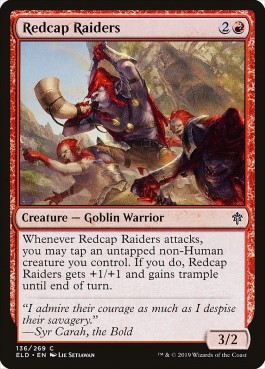 Redcap Raiders 2
Creature — Goblin Warrior
Whenever Redcap Raiders attacks,
you may tap an untapped non-Human
creature you control. If you do, Redcap
Raiders gets +1/+1 and gains trample
until end of turn.
“I admire their courage as much as I despise
their savagery.”
—Syr Carah, the Bold
3/2
136/269 C
ELD • EN Lie Setiawan
™ & © 2019 Wizards of the Coast